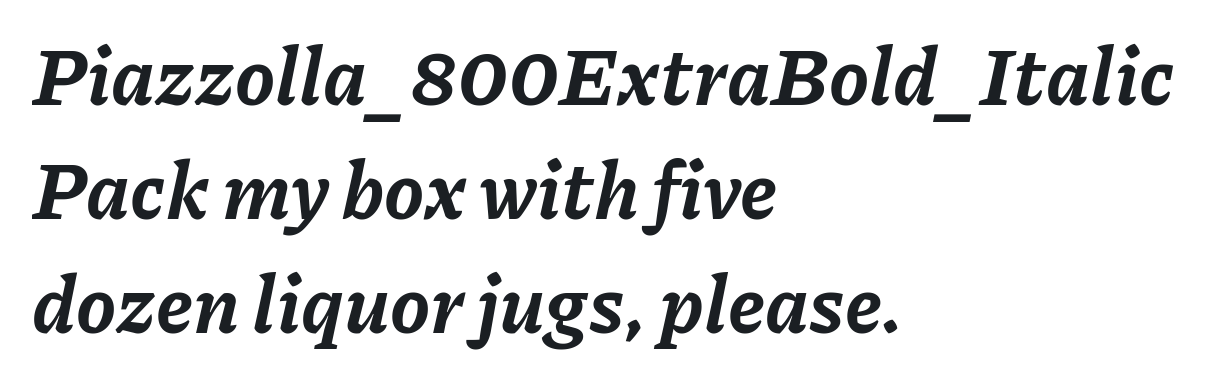 Piazzolla_800ExtraBold_Italic
Pack my box with five
dozen liquor jugs, please.